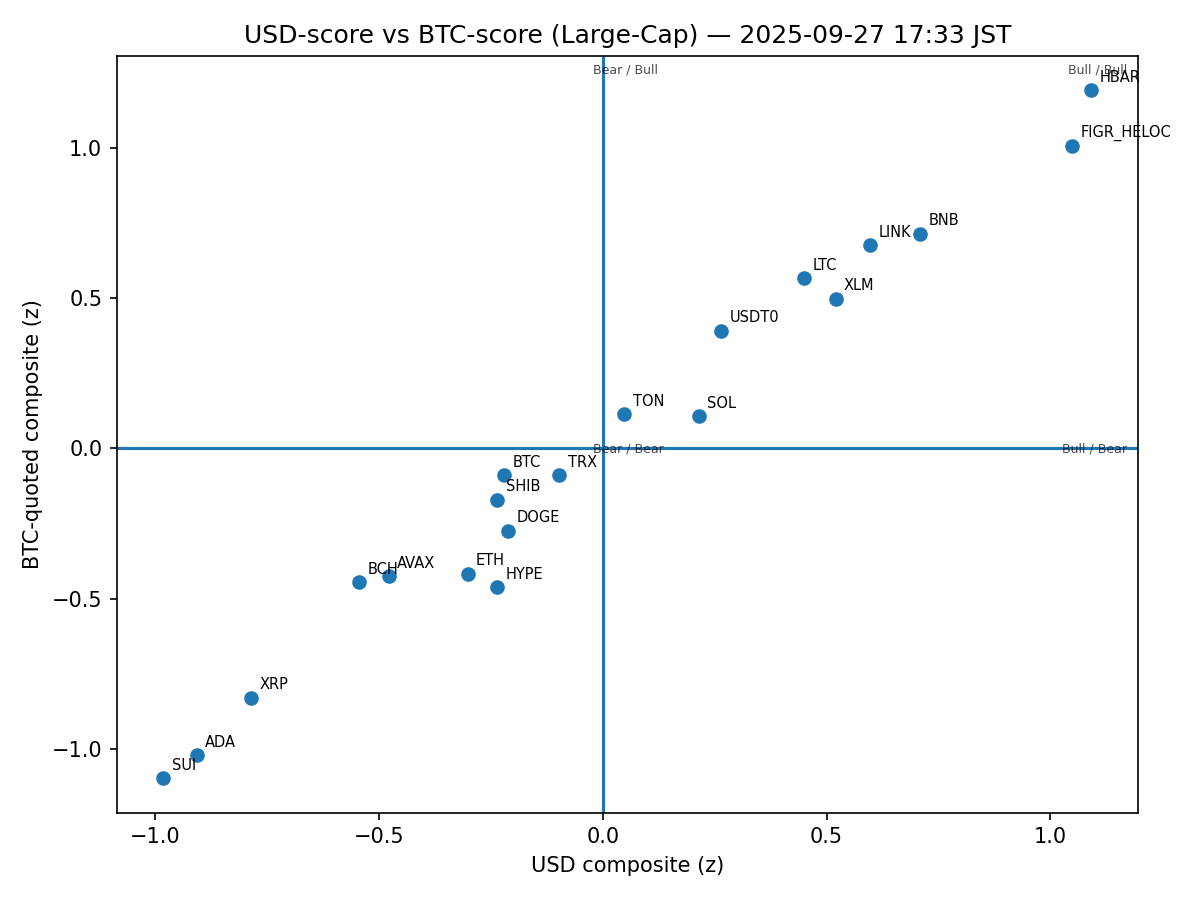 USD-score vs BTC-score (Large-Cap) — 2025-09-27 17:33 JST
Bear / Bull
Bull / Bull
HBAR
FIGR_HELOC
1.0
BNB
LINK
LTC
XLM
0.5
USDT0
TON
SOL
0.0
Bear / Bear
Bull / Bear
BTC
TRX
SHIB
DOGE
ETH
AVAX
BCH
HYPE
−0.5
XRP
ADA
−1.0
SUI
−1.0
−0.5
0.0
0.5
1.0
USD composite (z)
BTC-quoted composite (z)